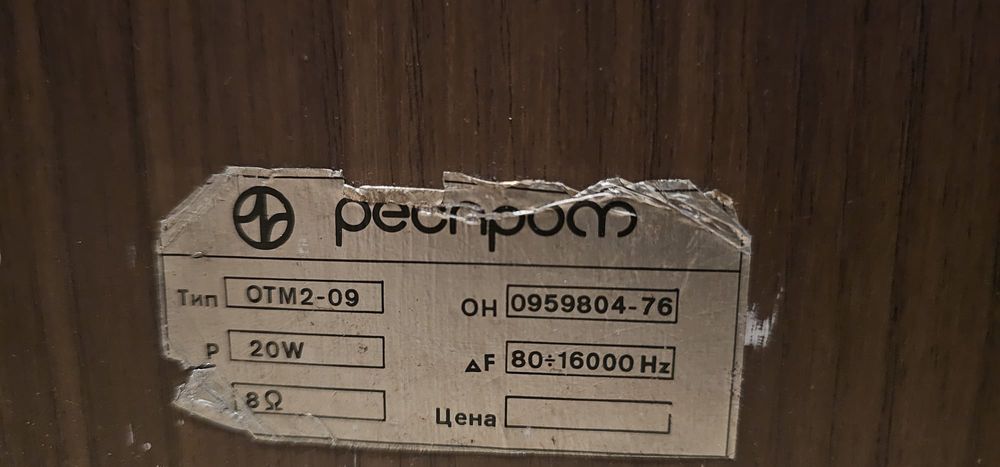 респром
Тип ОТМ2-09 ОН 0959804-76
P 20W ΔF 80÷16000 Hz
8Ω Цена